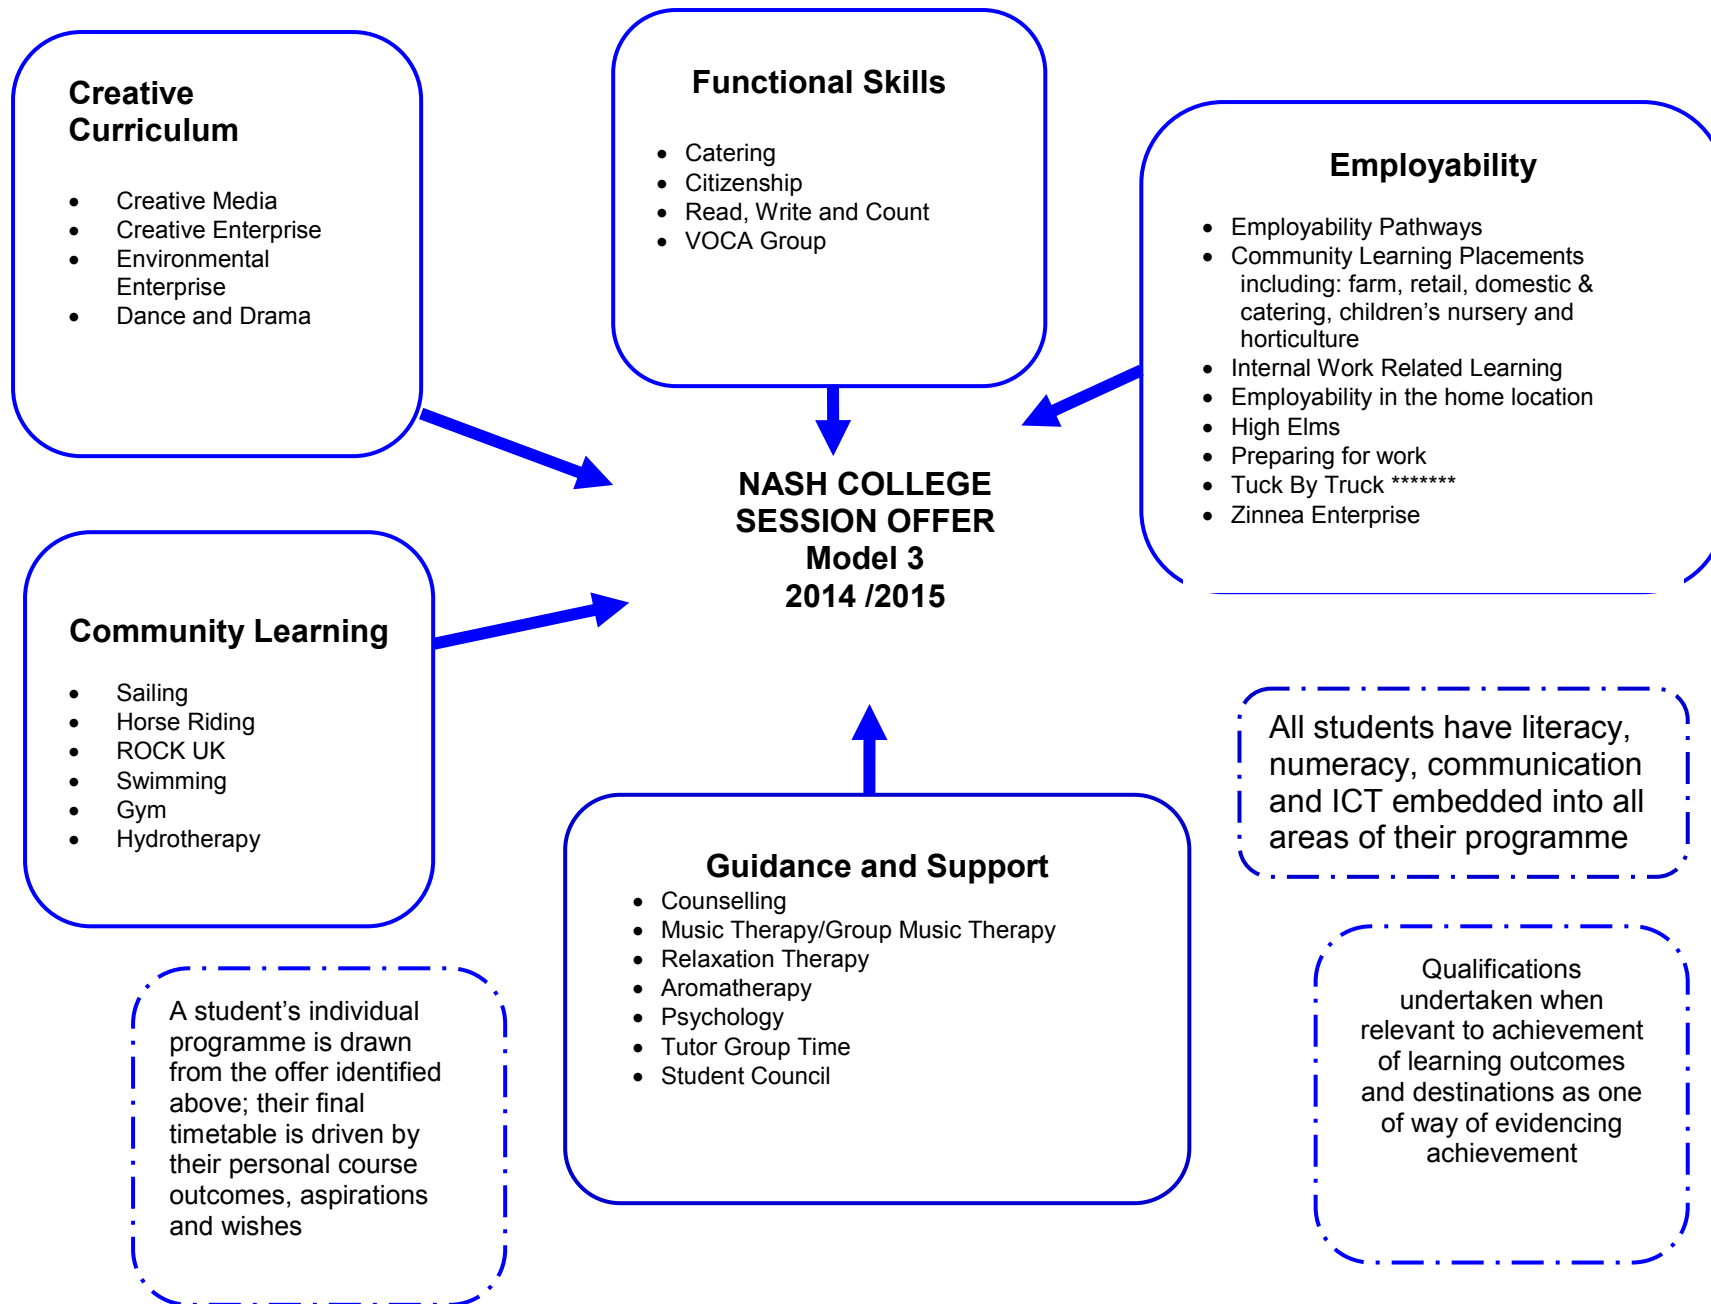 Creative
Curriculum
• Creative Media
• Creative Enterprise
• Environmental
Enterprise
• Dance and Drama
Functional Skills
• Catering
• Citizenship
• Read, Write and Count
• VOCA Group
Employability
• Employability Pathways
• Community Learning Placements
including: farm, retail, domestic &
catering, children’s nursery and
horticulture
• Internal Work Related Learning
• Employability in the home location
• High Elms
• Preparing for work
• Tuck By Truck *******
• Zinnea Enterprise
NASH COLLEGE
SESSION OFFER
Model 3
2014 /2015
Community Learning
• Sailing
• Horse Riding
• ROCK UK
• Swimming
• Gym
• Hydrotherapy
Guidance and Support
• Counselling
• Music Therapy/Group Music Therapy
• Relaxation Therapy
• Aromatherapy
• Psychology
• Tutor Group Time
• Student Council
All students have literacy,
numeracy, communication
and ICT embedded into all
areas of their programme
A student’s individual
programme is drawn
from the offer identified
above; their final
timetable is driven by
their personal course
outcomes, aspirations
and wishes
Qualifications
undertaken when
relevant to achievement
of learning outcomes
and destinations as one
of way of evidencing
achievement